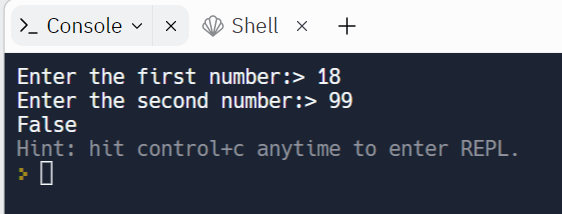 Console Shell
Enter the first number:> 18
Enter the second number:> 99
False
Hint: hit control+c anytime to enter REPL.